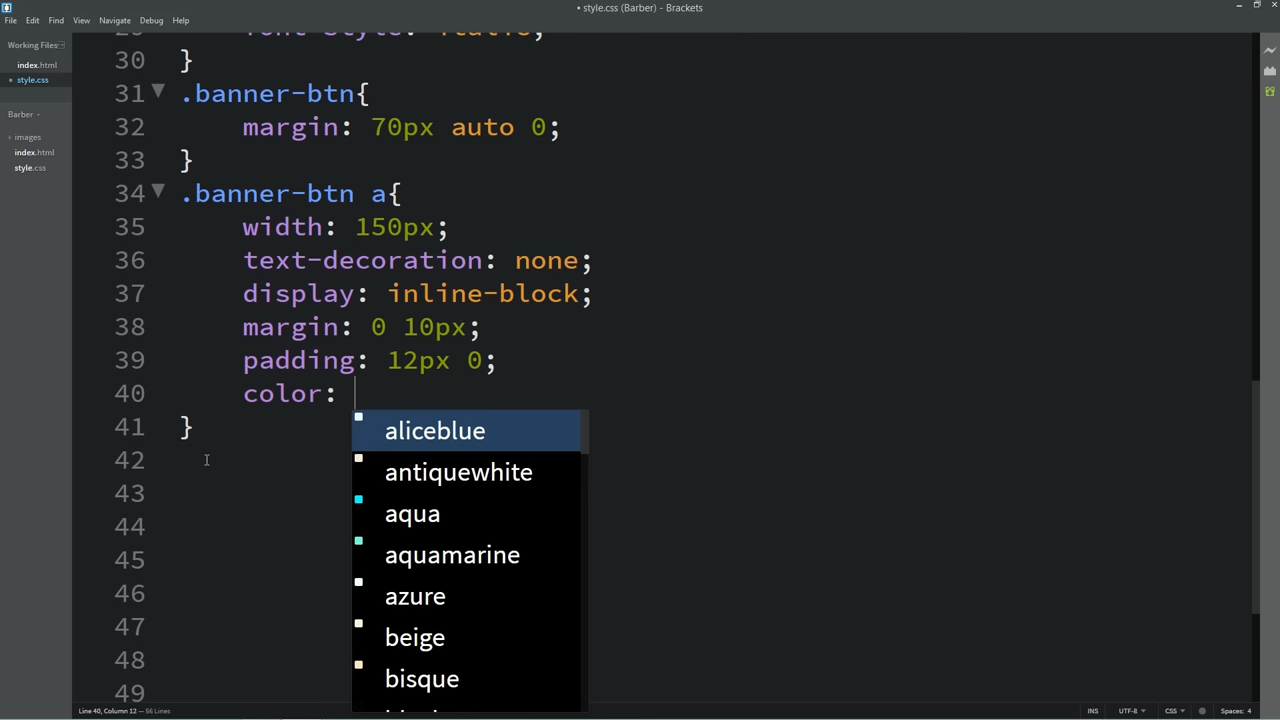 • style.css (Barber) - Brackets
File Edit Find View Navigate Debug Help
Working Files
index.html
• style.css
Barber
images
index.html
style.css
30 }
31 .banner-btn{
32 margin: 70px auto 0;
33 }
34 .banner-btn a{
35 width: 150px;
36 text-decoration: none;
37 display: inline-block;
38 margin: 0 10px;
39 padding: 12px 0;
40 color:
41 }
42
43
44
45
46
47
48
49
aliceblue
antiquewhite
aqua
aquamarine
azure
beige
bisque
Line 40, Column 12 — 56 Lines
INS UTF-8 CSS Spaces: 4